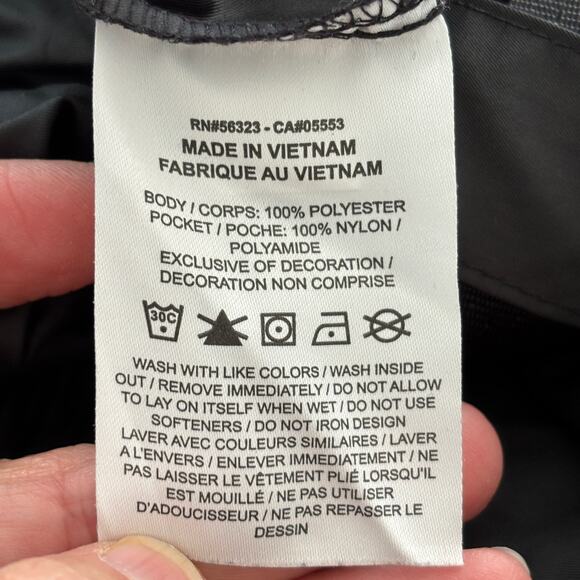 RN#56323 - CA#05553
MADE IN VIETNAM
FABRIQUE AU VIETNAM
BODY / CORPS: 100% POLYESTER
POCKET / POCHE: 100% NYLON /
POLYAMIDE
EXCLUSIVE OF DECORATION /
DECORATION NON COMPRISE
30C
WASH WITH LIKE COLORS / WASH INSIDE
OUT / REMOVE IMMEDIATELY / DO NOT ALLOW
TO LAY ON ITSELF WHEN WET / DO NOT USE
SOFTENERS / DO NOT IRON DESIGN
LAVER AVEC COULEURS SIMILAIRES / LAVER
A L'ENVERS / ENLEVER IMMEDIATEMENT / NE
PAS LAISSER LE VÊTEMENT PLIÉ LORSQU'IL
EST MOUILLÉ / NE PAS UTILISER
D'ADOUCISSEUR / NE PAS REPASSER LE
DESSIN